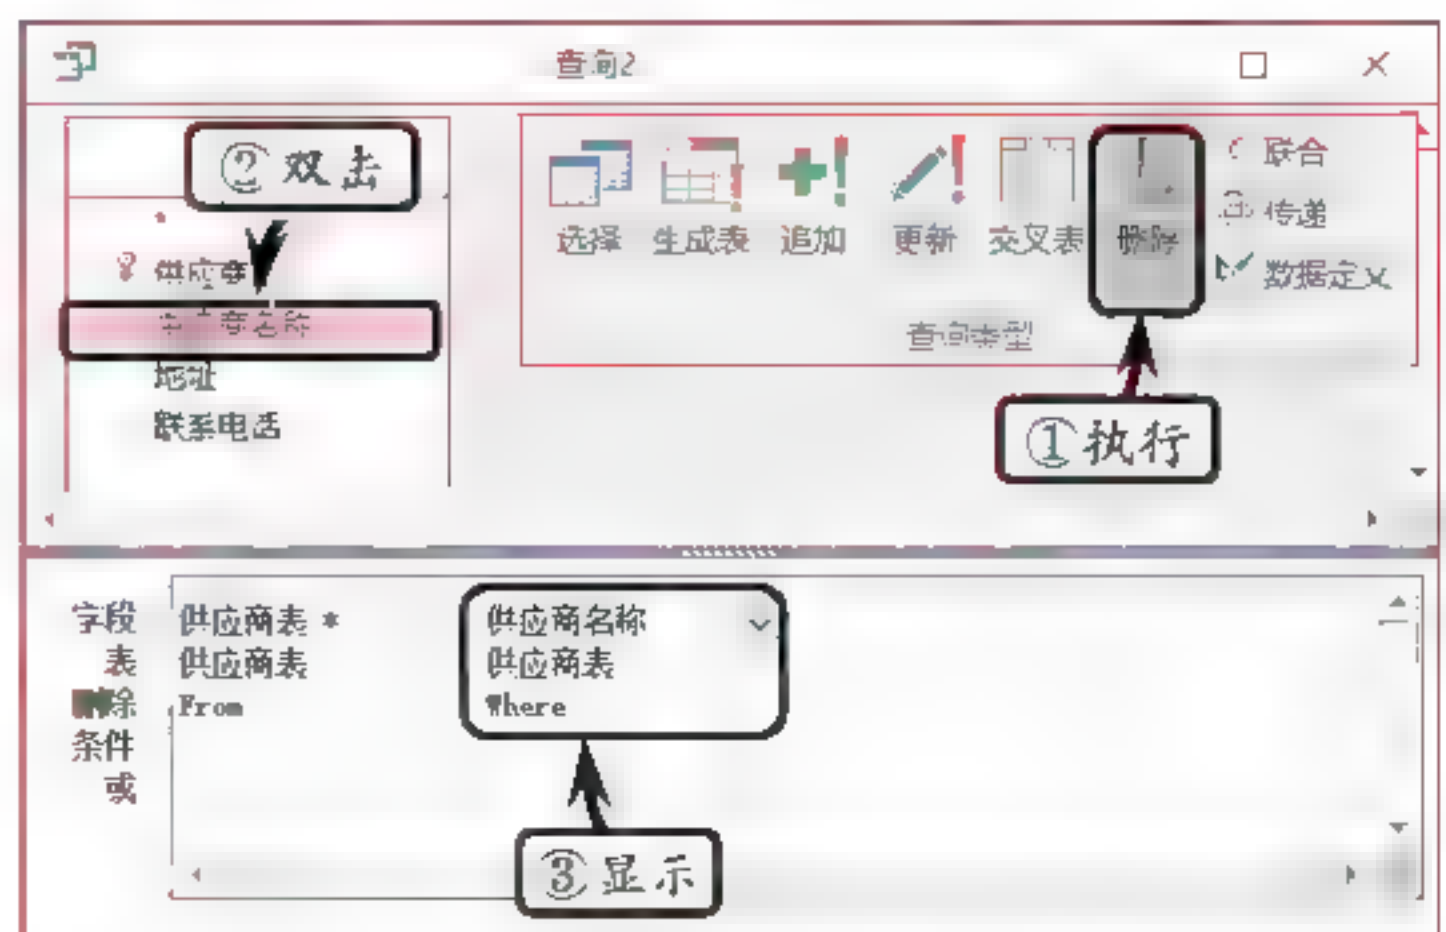 查询2
②双击
选择 生成表 追加 更新 交叉表 删除
联合
传递
数据定义
查询类型
供应商
商名称
地址
联系电话
①执行
字段 供应商表 * 供应商名称
表 供应商表 供应商表
删除 From Where
条件
或
③显示